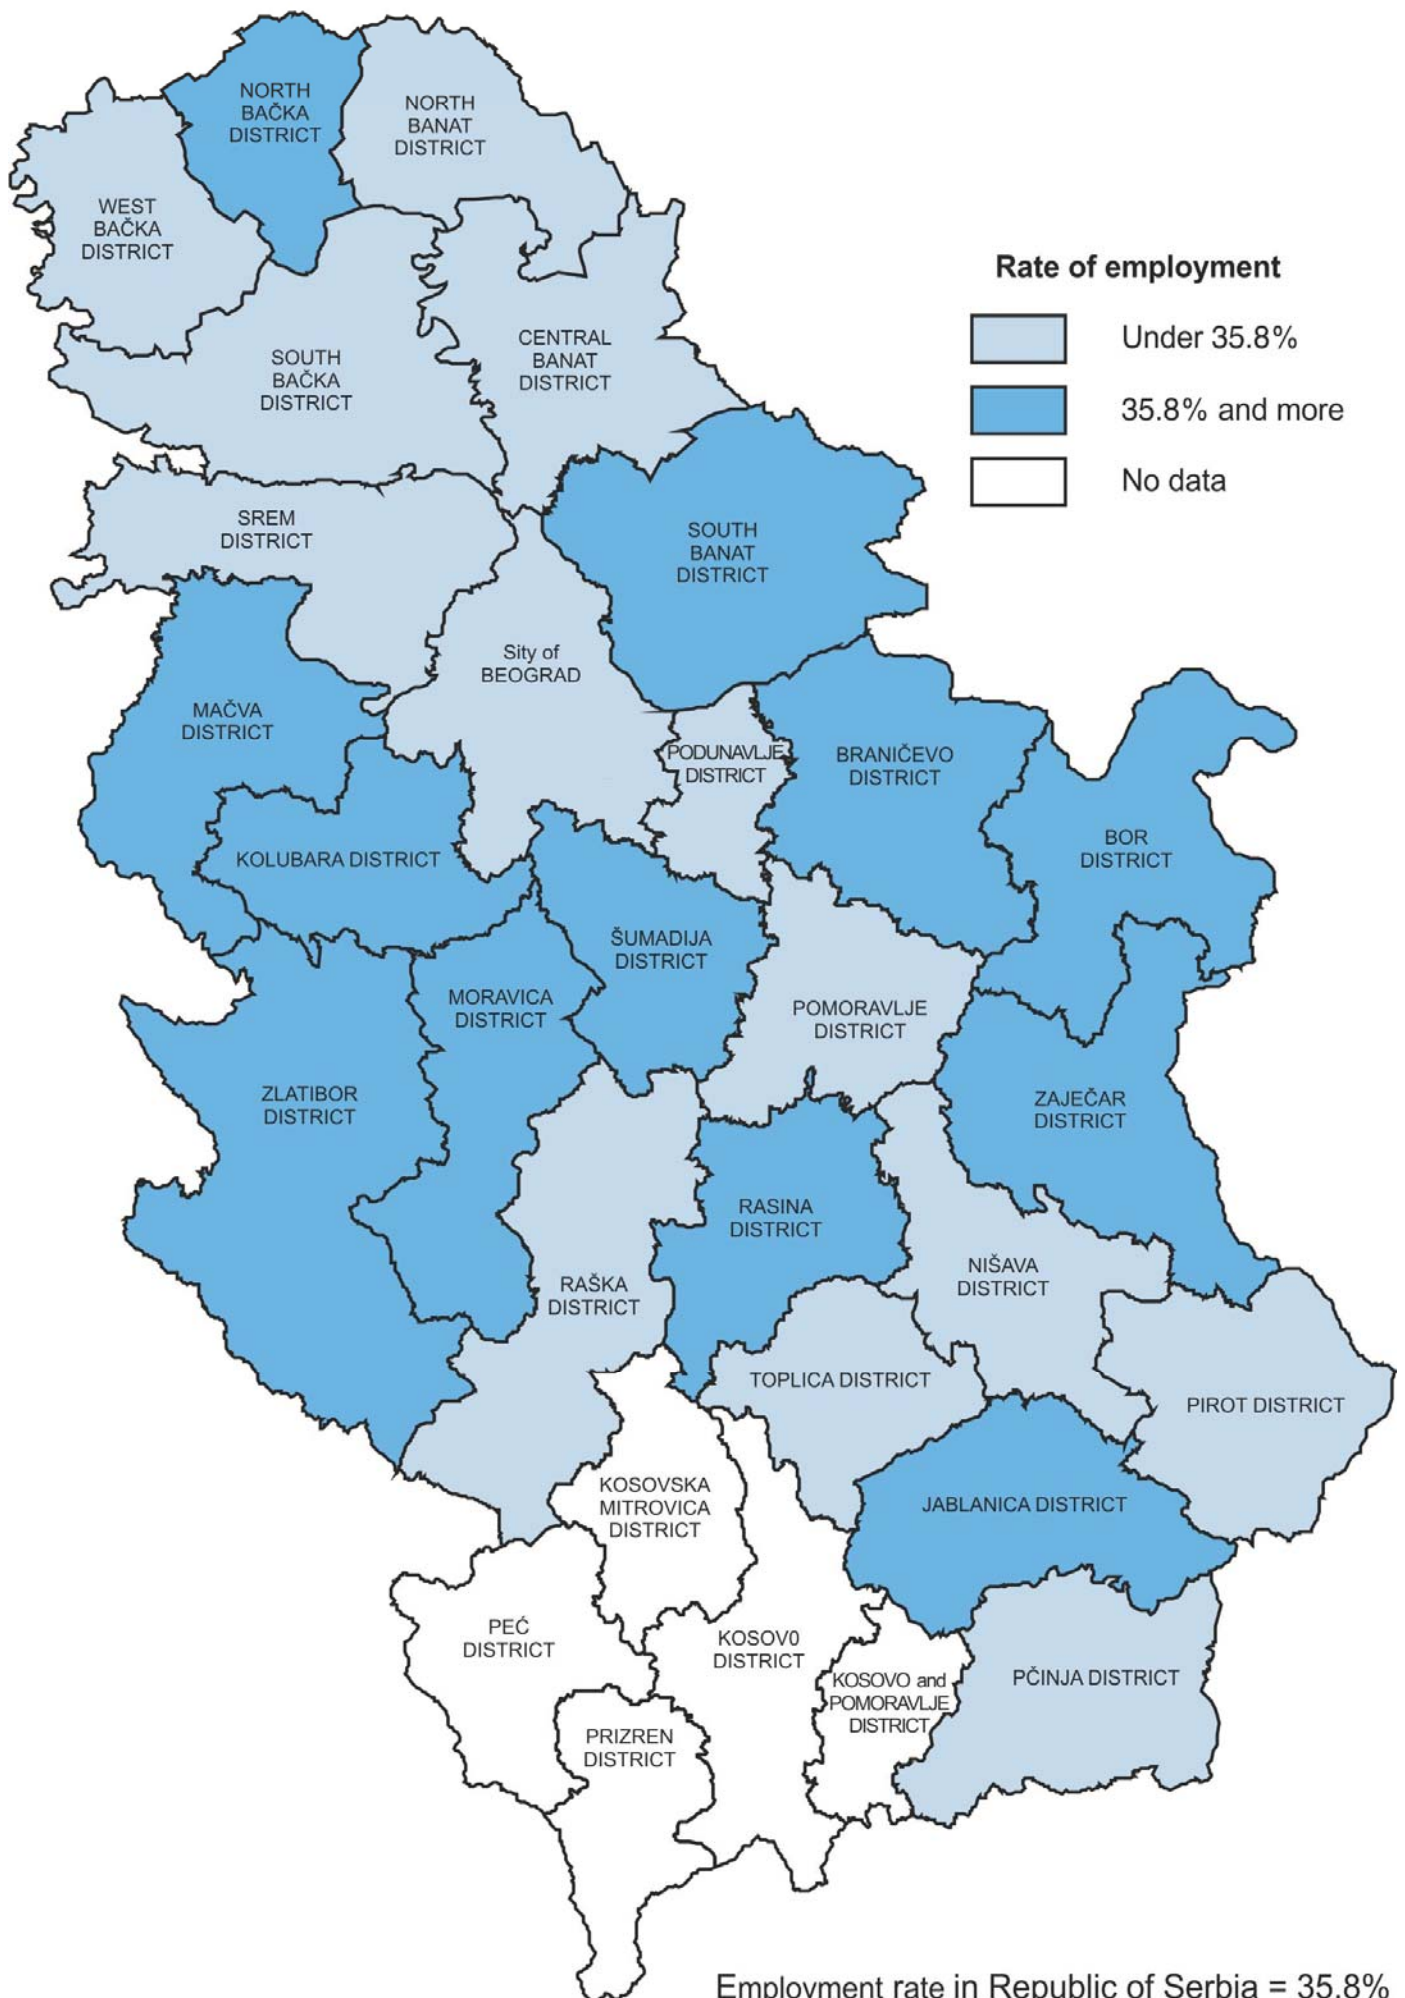 NORTH
BAČKA
DISTRICT
NORTH
BANAT
DISTRICT
WEST
BAČKA
DISTRICT
Rate of employment
Under 35.8%
35.8% and more
No data
SOUTH
BAČKA
DISTRICT
CENTRAL
BANAT
DISTRICT
SREM
DISTRICT
SOUTH
BANAT
DISTRICT
Sity of
BEOGRAD
MAČVA
DISTRICT
PODUNAVLJE
DISTRICT
BRANIČEVO
DISTRICT
KOLUBARA DISTRICT
BOR
DISTRICT
ŠUMADIJA
DISTRICT
MORAVICA
DISTRICT
POMORAVLJE
DISTRICT
ZLATIBOR
DISTRICT
ZAJEČAR
DISTRICT
RASINA
DISTRICT
RAŠKA
DISTRICT
NIŠAVA
DISTRICT
TOPLICA DISTRICT
PIROT DISTRICT
KOSOVSKA
MITROVICA
DISTRICT
JABLANICA DISTRICT
PEĆ
DISTRICT
KOSOV0
DISTRICT
KOSOVO and
POMORAVLJE
DISTRICT
PČINJA DISTRICT
PRIZREN
DISTRICT
Employment rate in Republic of Serbia = 35.8%